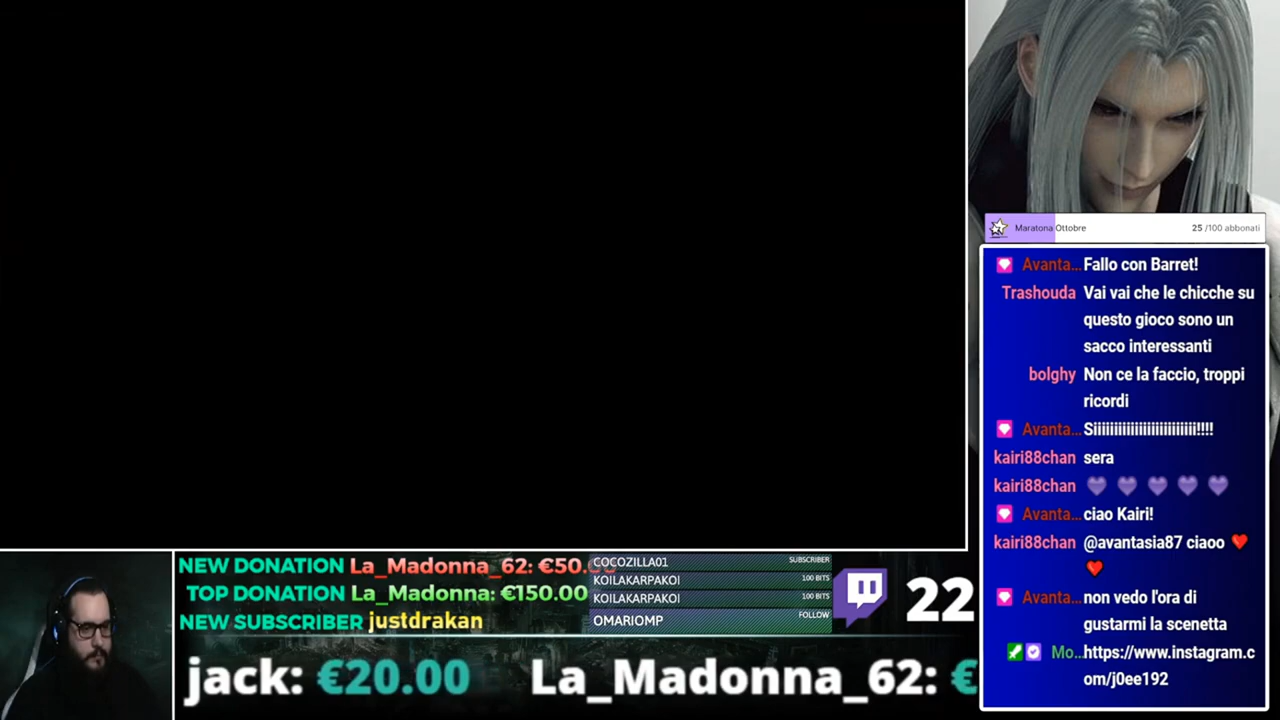 Maratona Ottobre 25 /100 abbonati
Avanta... Fallo con Barret!
Trashouda Vai vai che le chicche su
questo gioco sono un
sacco interessanti
bolghy Non ce la faccio, troppi
ricordi
Avanta... Siiiiiiiiiiiiiiiiiiiiiiiiii!!!!
kairi88chan sera
kairi88chan 💜 💜 💜 💜 💜
Avanta... ciao Kairi!
kairi88chan @avantasia87 ciaoo ❤️
❤️
Avanta... non vedo l'ora di
gustarmi la scenetta
Mo... https://www.instagram.c
om/j0ee192
NEW DONATION La_Madonna_62: €50.00
TOP DONATION La_Madonna: €150.00
NEW SUBSCRIBER justdrakan
COCOZILLA01 SUBSCRIBER
KOILAKARPAKOI 100 BITS
KOILAKARPAKOI 100 BITS
OMARIOMP FOLLOW
22
jack: €20.00 La_Madonna_62: €